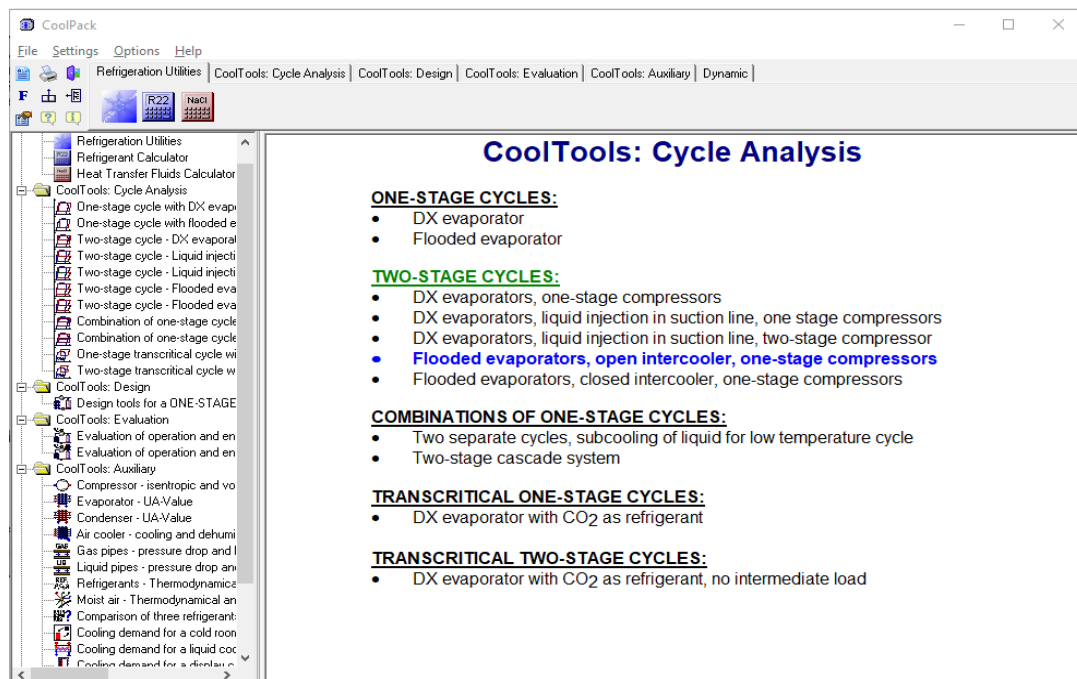 CoolPack
File Settings Options Help
Refrigeration Utilities CoolTools: Cycle Analysis CoolTools: Design CoolTools: Evaluation CoolTools: Auxiliary Dynamic
F R22 NaCl
Refrigeration Utilities
Refrigerant Calculator
Heat Transfer Fluids Calculator
CoolTools: Cycle Analysis
One-stage cycle with DX evap
One-stage cycle with flooded e
Two-stage cycle - DX evaporat
Two-stage cycle - Liquid injecti
Two-stage cycle - Liquid injecti
Two-stage cycle - Flooded eva
Two-stage cycle - Flooded eva
Combination of one-stage cycle
Combination of one-stage cycle
One-stage transcritical cycle wi
Two-stage transcritical cycle w
CoolTools: Design
Design tools for a ONE-STAGE
CoolTools: Evaluation
Evaluation of operation and en
Evaluation of operation and en
CoolTools: Auxiliary
Compressor - isentropic and vo
Evaporator - UA-Value
Condenser - UA-Value
Air cooler - cooling and dehumi
Gas pipes - pressure drop and
Liquid pipes - pressure drop and
Refrigerants - Thermodynamica
Moist air - Thermodynamical an
Comparison of three refrigerant
Cooling demand for a cold room
Cooling demand for a liquid coo
Cooling demand for a display c
CoolTools: Cycle Analysis
ONE-STAGE CYCLES:
• DX evaporator
• Flooded evaporator
TWO-STAGE CYCLES:
• DX evaporators, one-stage compressors
• DX evaporators, liquid injection in suction line, one stage compressors
• DX evaporators, liquid injection in suction line, two-stage compressor
• Flooded evaporators, open intercooler, one-stage compressors
• Flooded evaporators, closed intercooler, one-stage compressors
COMBINATIONS OF ONE-STAGE CYCLES:
• Two separate cycles, subcooling of liquid for low temperature cycle
• Two-stage cascade system
TRANSCRITICAL ONE-STAGE CYCLES:
• DX evaporator with CO2 as refrigerant
TRANSCRITICAL TWO-STAGE CYCLES:
• DX evaporator with CO2 as refrigerant, no intermediate load